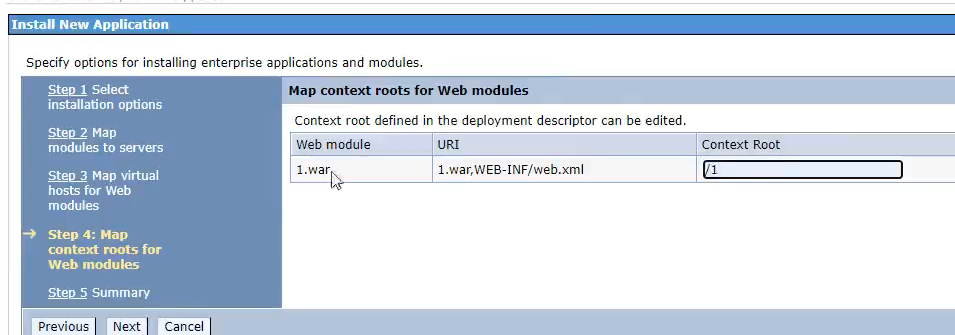 Install New Application
Specify options for installing enterprise applications and modules.
Step 1 Select
installation options
Step 2 Map
modules to servers
Step 3 Map virtual
hosts for Web
modules
Step 4: Map
context roots for
Web modules
Step 5 Summary
Map context roots for Web modules
Context root defined in the deployment descriptor can be edited.
Web module URI Context Root
1.war 1.war,WEB-INF/web.xml /1
Previous Next Cancel